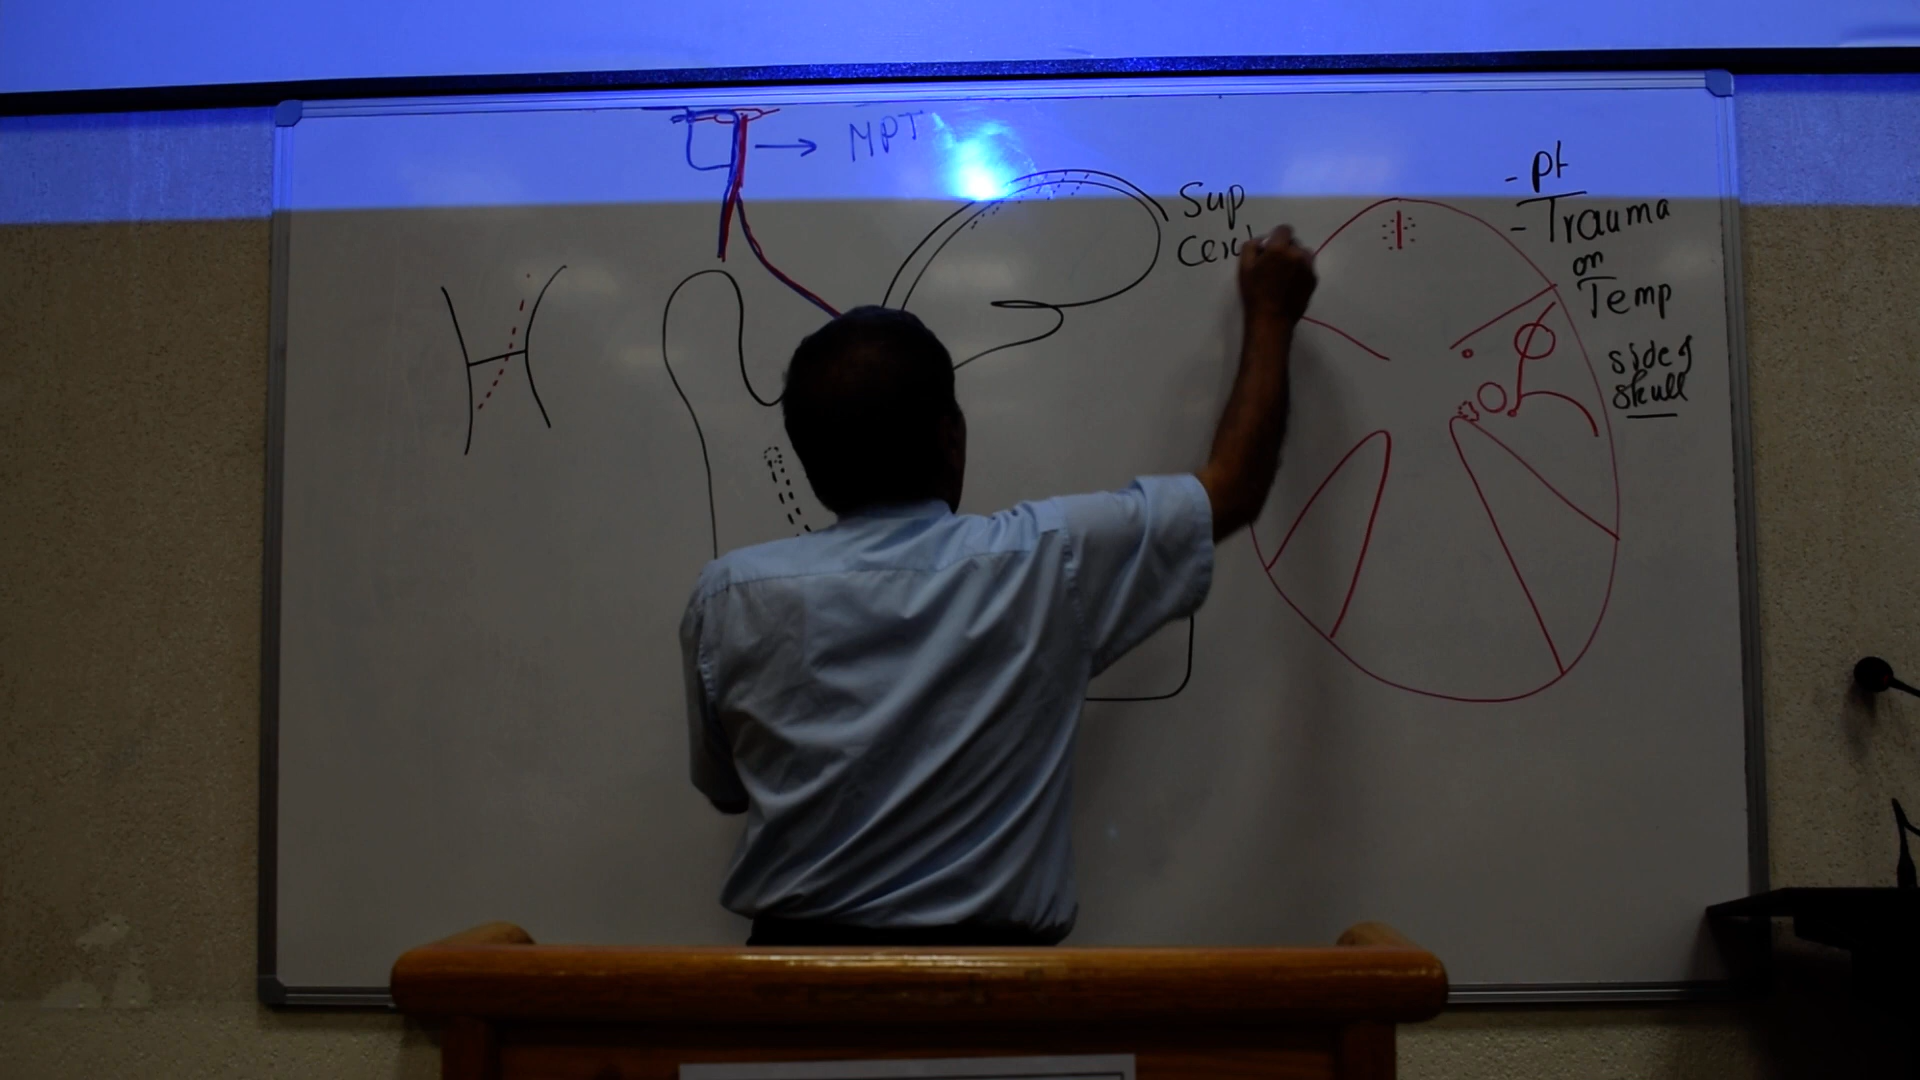 MPT
Sup
- Pt
- Trauma
on
Temp
side of
skull